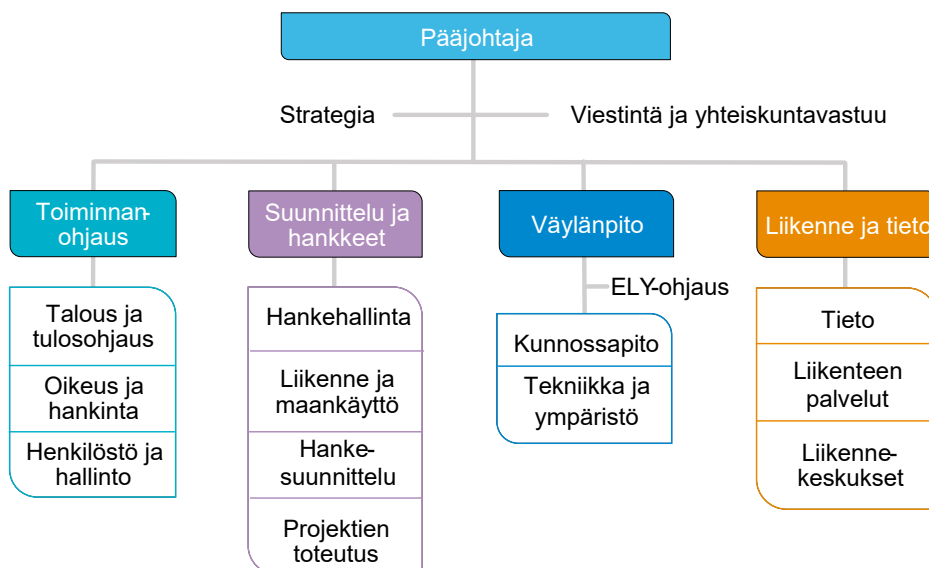 Pääjohtaja
Strategia
Viestintä ja yhteiskuntavastuu
Toiminnan-
ohjaus
Suunnittelu ja
hankkeet
Väylänpito
Liikenne ja tieto
ELY-ohjaus
Talous ja
tulosohjaus
Oikeus ja
hankinta
Henkilöstö ja
hallinto
Hankehallinta
Liikenne ja
maankäyttö
Hanke-
suunnittelu
Projektien
toteutus
Kunnossapito
Tekniikka ja
ympäristö
Tieto
Liikenteen
palvelut
Liikenne-
keskukset